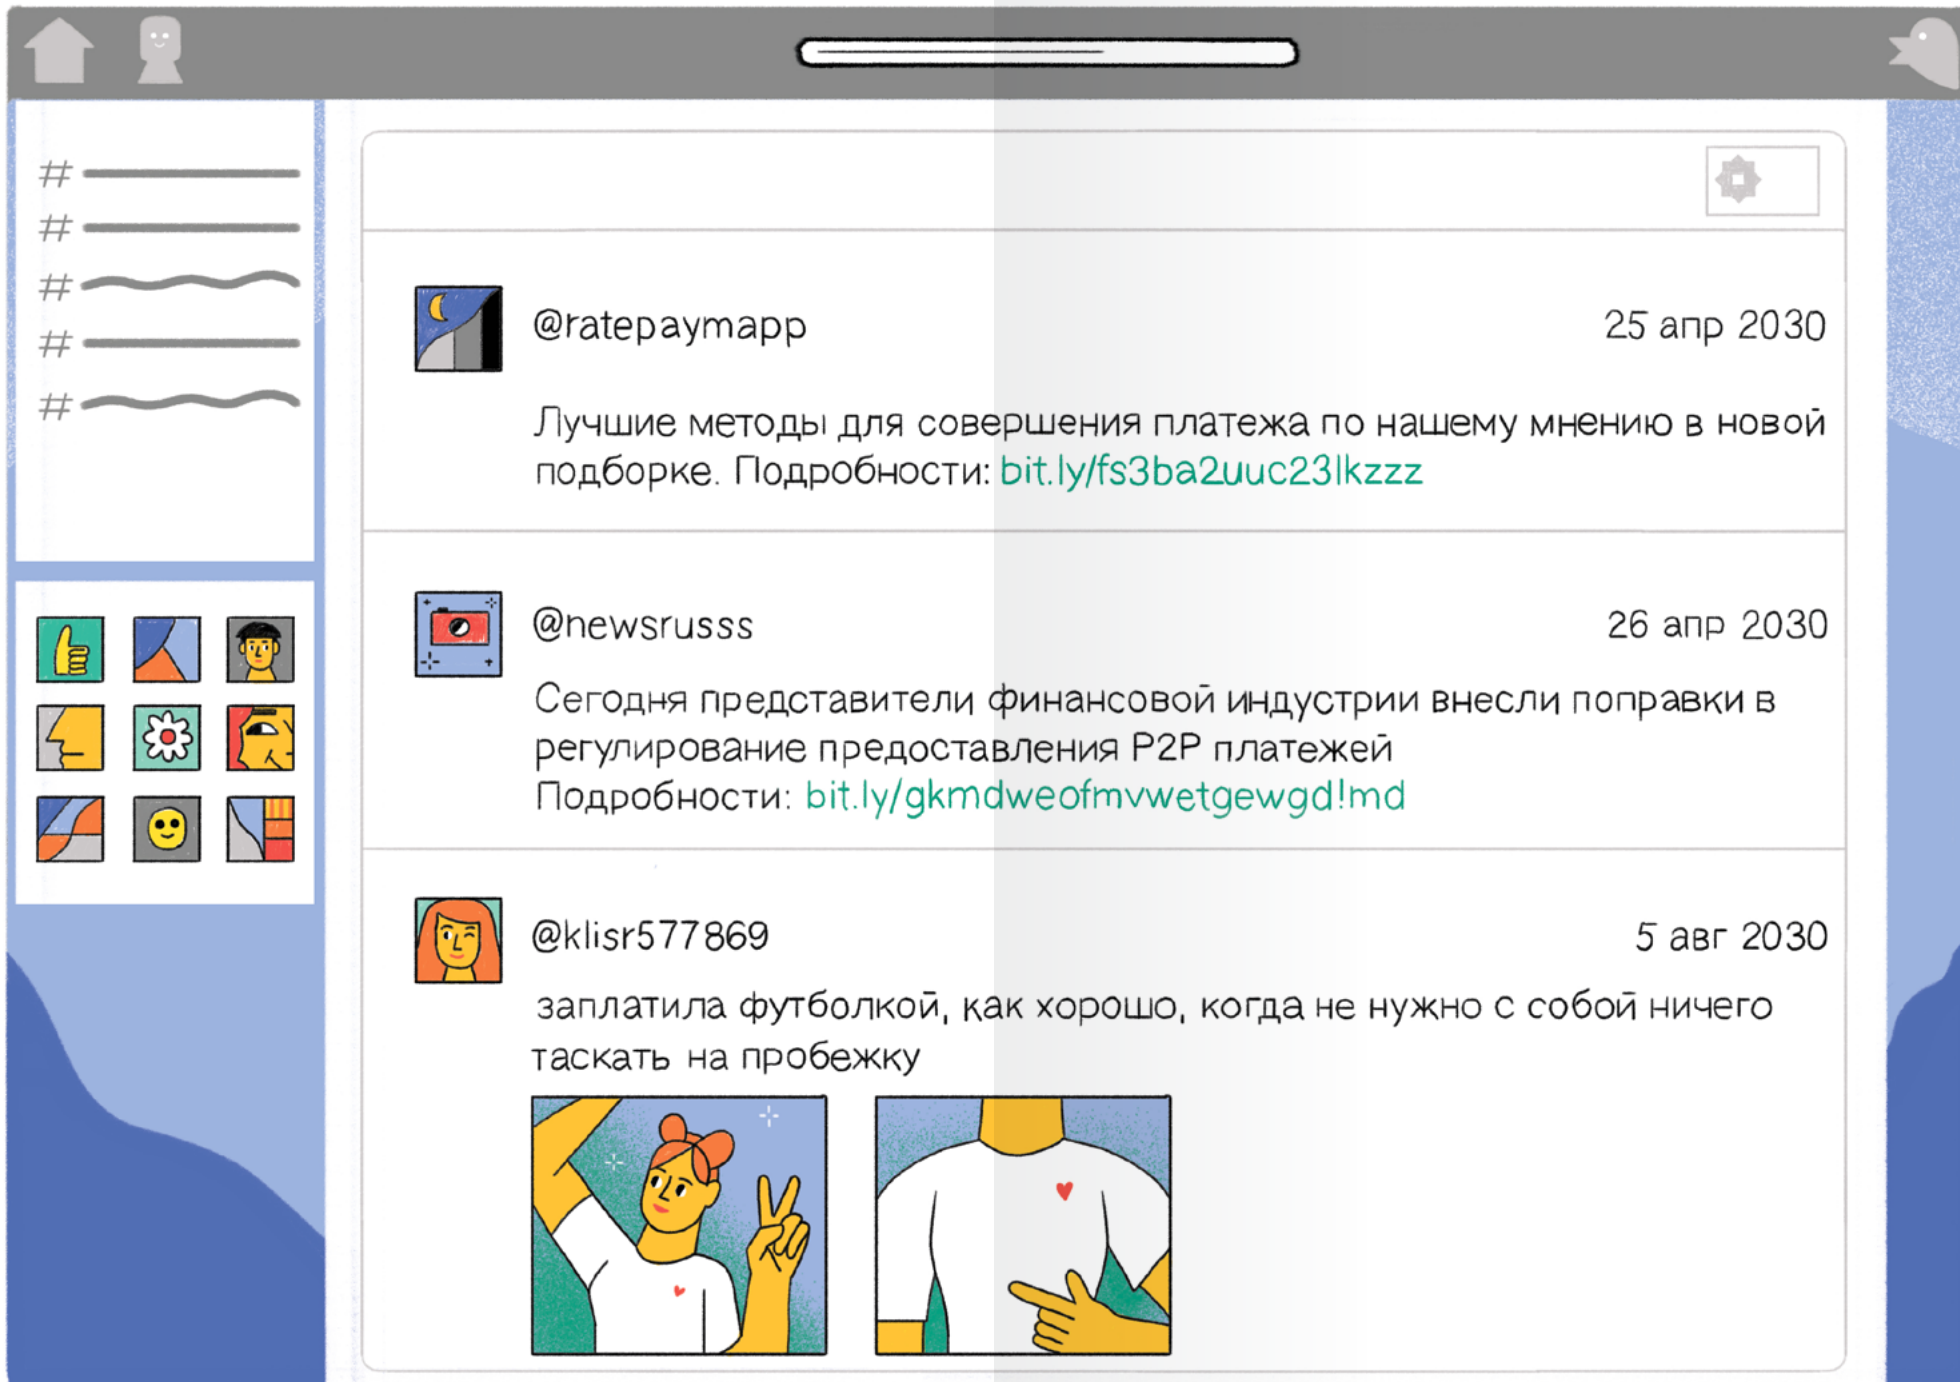 @ratepaymapp
25 апр 2030
Лучшие методы для совершения платежа по нашему мнению в новой
подборке. Подробности: bit.ly/fs3ba2uuc23lkzzz
@newsrusss
26 апр 2030
Сегодня представители финансовой индустрии внесли поправки в
регулирование предоставления P2P платежей
Подробности: bit.ly/gkmdweofmvwetgewgd!md
@klisr577869
5 авг 2030
заплатила футболкой, как хорошо, когда не нужно с собой ничего
таскать на пробежку